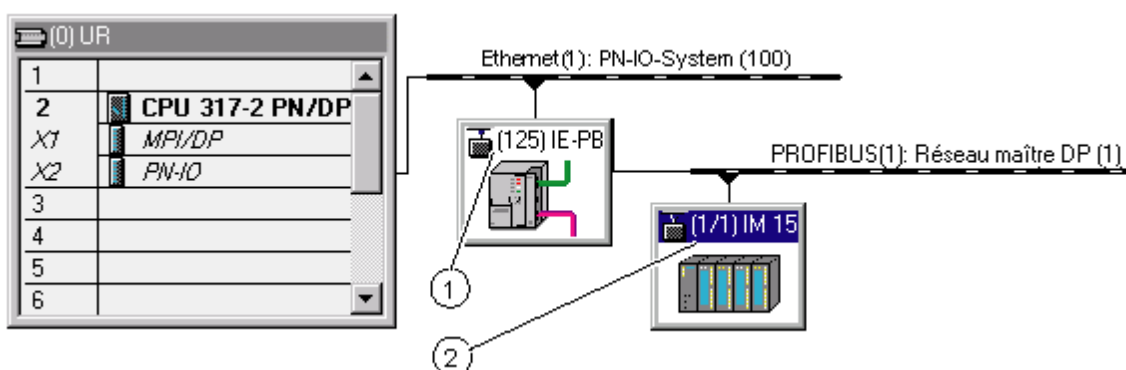 (0) UR
1
2 CPU 317-2 PN/DP
X1 MPI/DP
X2 PN-IO
3
4
5
6
Ethernet(1): PN-IO-System (100)
(125) IE-PB
PROFIBUS(1): Réseau maître DP (1)
(1/1) IM 15
1
2